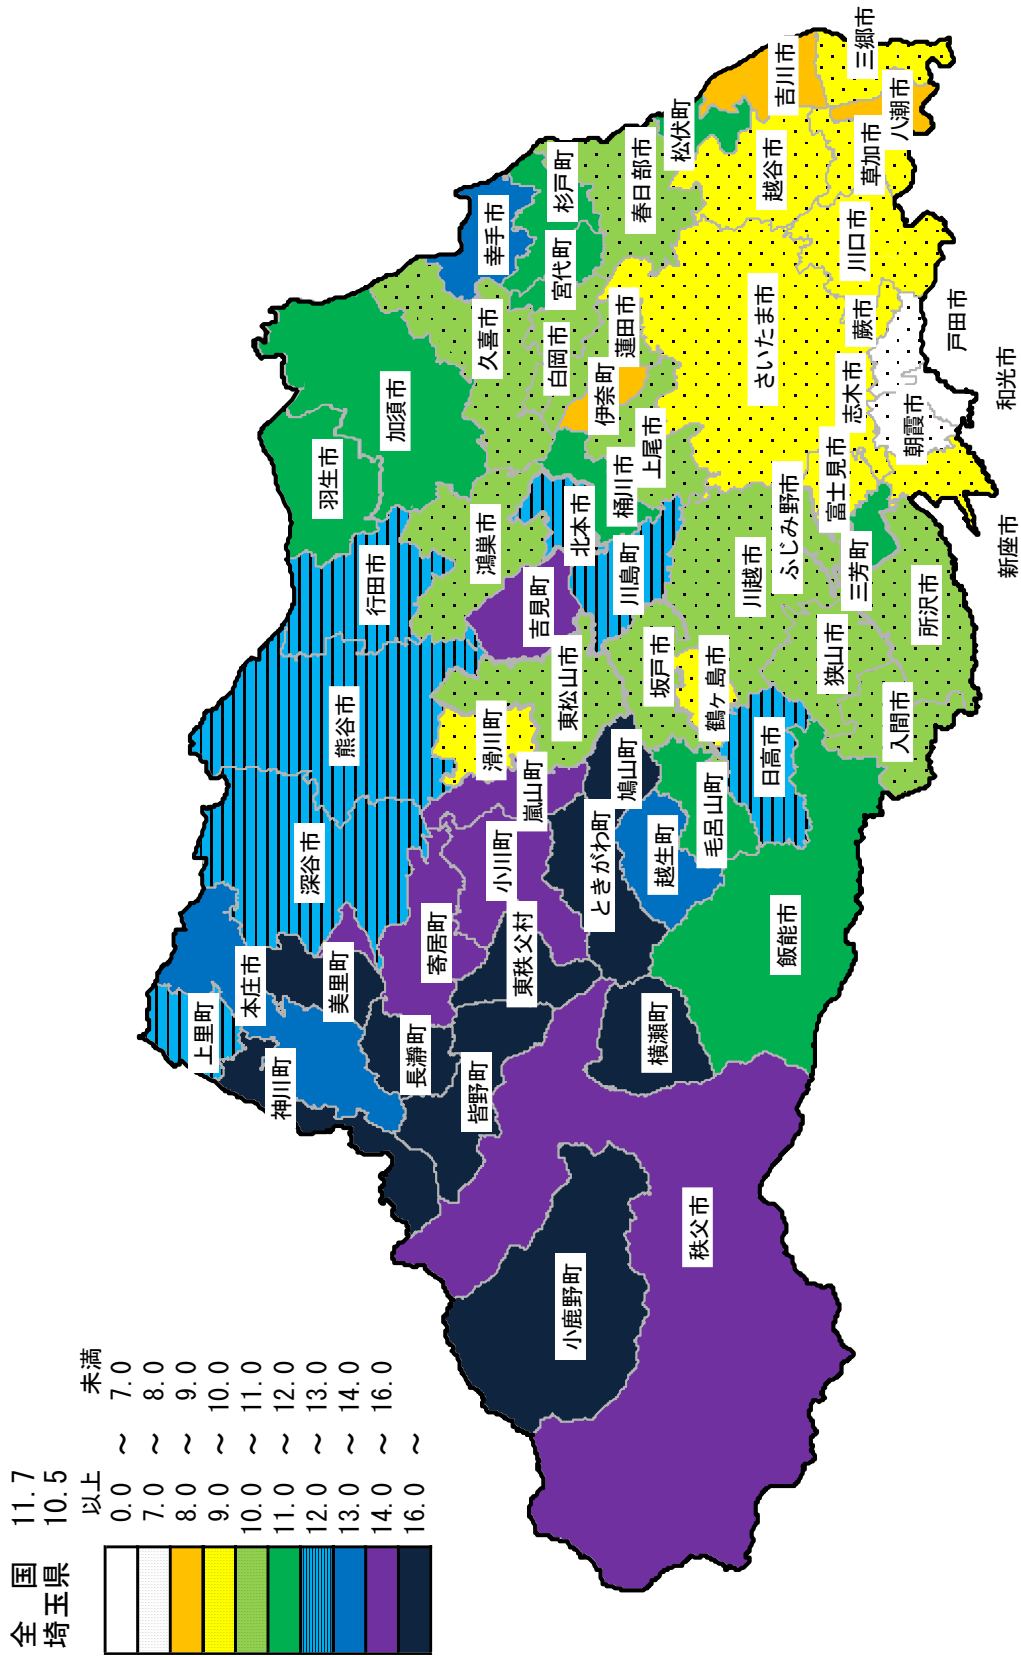 全　国　11.7
埼玉県　10.5
以上　未満
0.0 ～ 7.0
7.0 ～ 8.0
8.0 ～ 9.0
9.0 ～ 10.0
10.0 ～ 11.0
11.0 ～ 12.0
12.0 ～ 13.0
13.0 ～ 14.0
14.0 ～ 16.0
16.0 ～
上里町
本庄市
神川町
美里町
深谷市
熊谷市
行田市
羽生市
加須市
長瀞町
寄居町
皆野町
小川町
嵐山町
滑川町
鴻巣市
久喜市
幸手市
東秩父村
吉見町
東松山市
北本市
白岡市
宮代町
杉戸町
小鹿野町
ときがわ町
鳩山町
川島町
桶川市
伊奈町
上尾市
蓮田市
春日部市
松伏町
横瀬町
越生町
坂戸市
毛呂山町
鶴ヶ島市
秩父市
飯能市
日高市
川越市
ふじみ野市
さいたま市
越谷市
吉川市
狭山市
三芳町
富士見市
志木市
蕨市
川口市
草加市
八潮市
三郷市
入間市
所沢市
朝霞市
戸田市
新座市
和光市